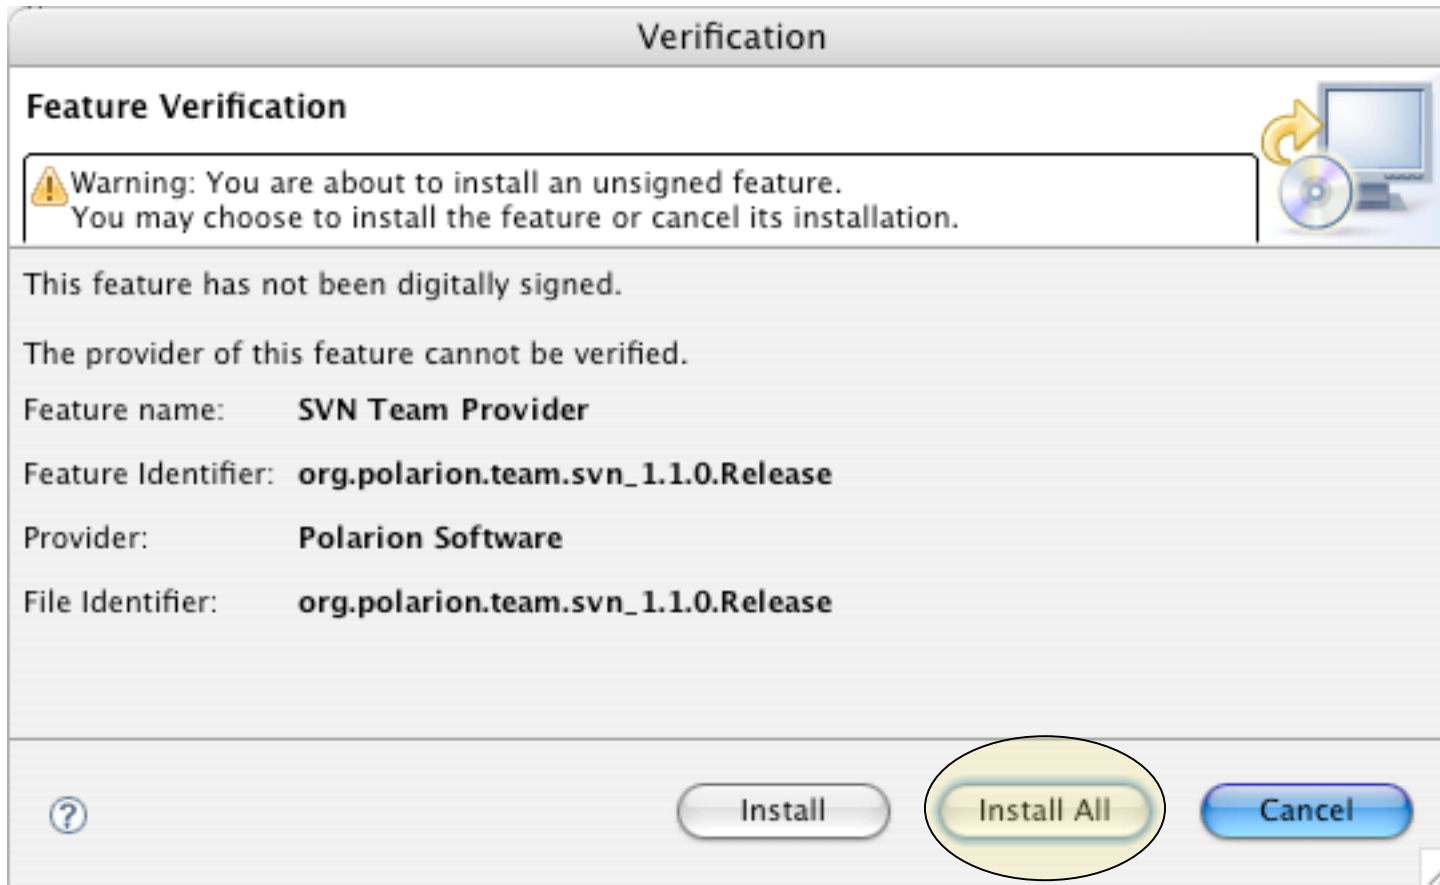 Verification
Feature Verification
Warning: You are about to install an unsigned feature.
You may choose to install the feature or cancel its installation.
This feature has not been digitally signed.
The provider of this feature cannot be verified.
Feature name: SVN Team Provider
Feature Identifier: org.polarion.team.svn_1.1.0.Release
Provider: Polarion Software
File Identifier: org.polarion.team.svn_1.1.0.Release
? Install Install All Cancel